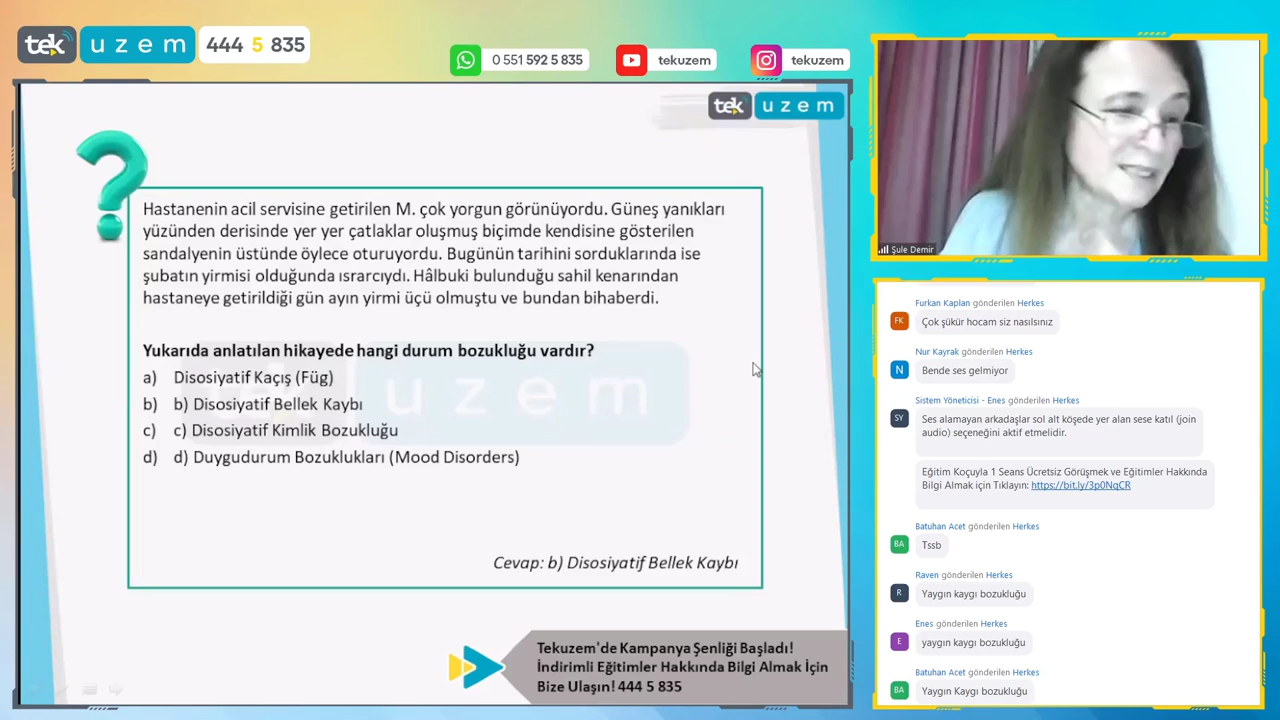 tek uzem 444 5 835
0 551 592 5 835
tekuzem
tekuzem
tek uzem
Hastanenin acil servisine getirilen M. çok yorgun görünüyordu. Güneş yanıkları
yüzünden derisinde yer yer çatlaklar oluşmuş biçimde kendisine gösterilen
sandalyenin üstünde öylece oturuyordu. Bugünün tarihini sorduklarında ise
şubatın yirmisi olduğunda ısrarcıydı. Hâlbuki bulunduğu sahil kenarından
hastaneye getirildiği gün ayın yirmi üçü olmuştu ve bundan bihaberdi.
Yukarıda anlatılan hikayede hangi durum bozukluğu vardır?
a) Disosiyatif Kaçış (Füg)
b) b) Disosiyatif Bellek Kaybı
c) c) Disosiyatif Kimlik Bozukluğu
d) d) Duygudurum Bozuklukları (Mood Disorders)
uzem
Cevap: b) Disosiyatif Bellek Kaybı
Tekuzem'de Kampanya Şenliği Başladı!
İndirimli Eğitimler Hakkında Bilgi Almak İçin
Bize Ulaşın! 444 5 835
Şule Demir
Furkan Kaplan gönderilen Herkes
FK Çok şükür hocam siz nasılsınız
Nur Kayrak gönderilen Herkes
N Bende ses gelmiyor
Sistem Yöneticisi - Enes gönderilen Herkes
SY Ses alamayan arkadaşlar sol alt köşede yer alan sese katıl (join
audio) seçeneğini aktif etmelidir.
Eğitim Koçuyla 1 Seans Ücretsiz Görüşmek ve Eğitimler Hakkında
Bilgi Almak için Tıklayın: https://bit.ly/3p0NqCR
Batuhan Acet gönderilen Herkes
BA Tssb
Raven gönderilen Herkes
R Yaygın kaygı bozukluğu
Enes gönderilen Herkes
E yaygın kaygı bozukluğu
Batuhan Acet gönderilen Herkes
BA Yaygın Kaygı bozukluğu